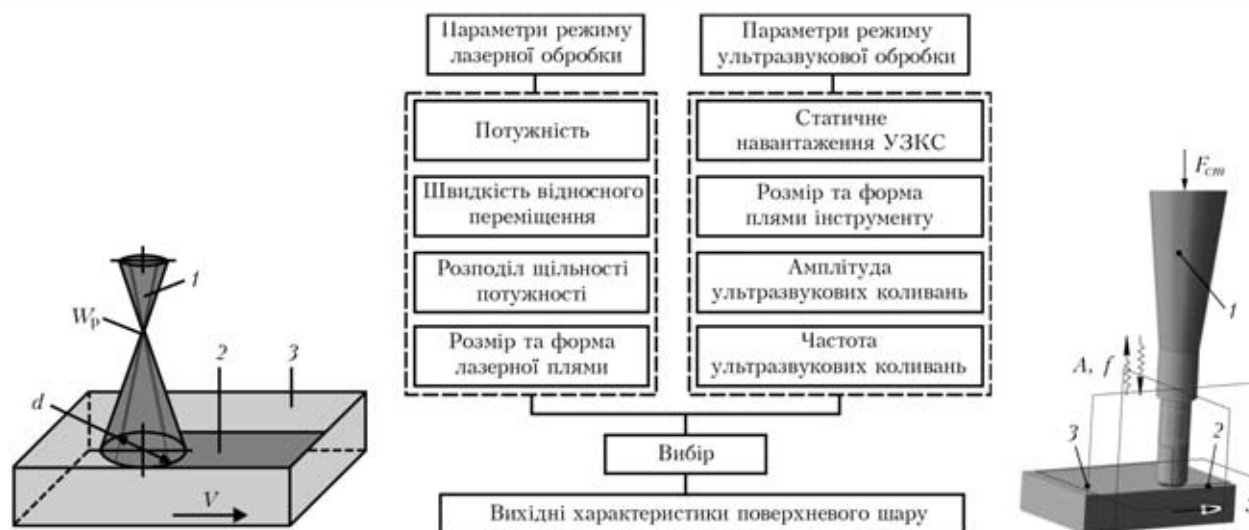 Параметри режиму
лазерної обробки
Параметри режиму
ультразвукової обробки
Потужність
Швидкість відносного
переміщення
Розподіл щільності
потужності
Розмір та форма
лазерної плями
Статичне
навантаження УЗКС
Розмір та форма
плями інструменту
Амплітуда
ультразвукових коливань
Частота
ультразвукових коливань
Вибір
Вихідні характеристики поверхневого шару
1
Wр
2
3
d
V
Fст
1
A, f
3
2